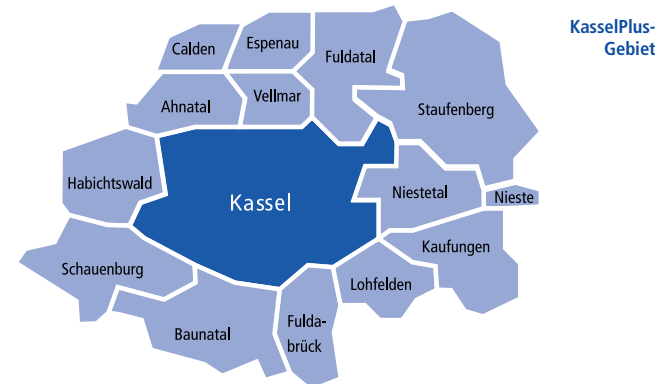 KasselPlus-
Gebiet
Calden
Espenau
Fuldatal
Ahnatal
Vellmar
Staufenberg
Habichtswald
Kassel
Niestetal
Nieste
Schauenburg
Kaufungen
Lohfelden
Baunatal
Fulda-
brück